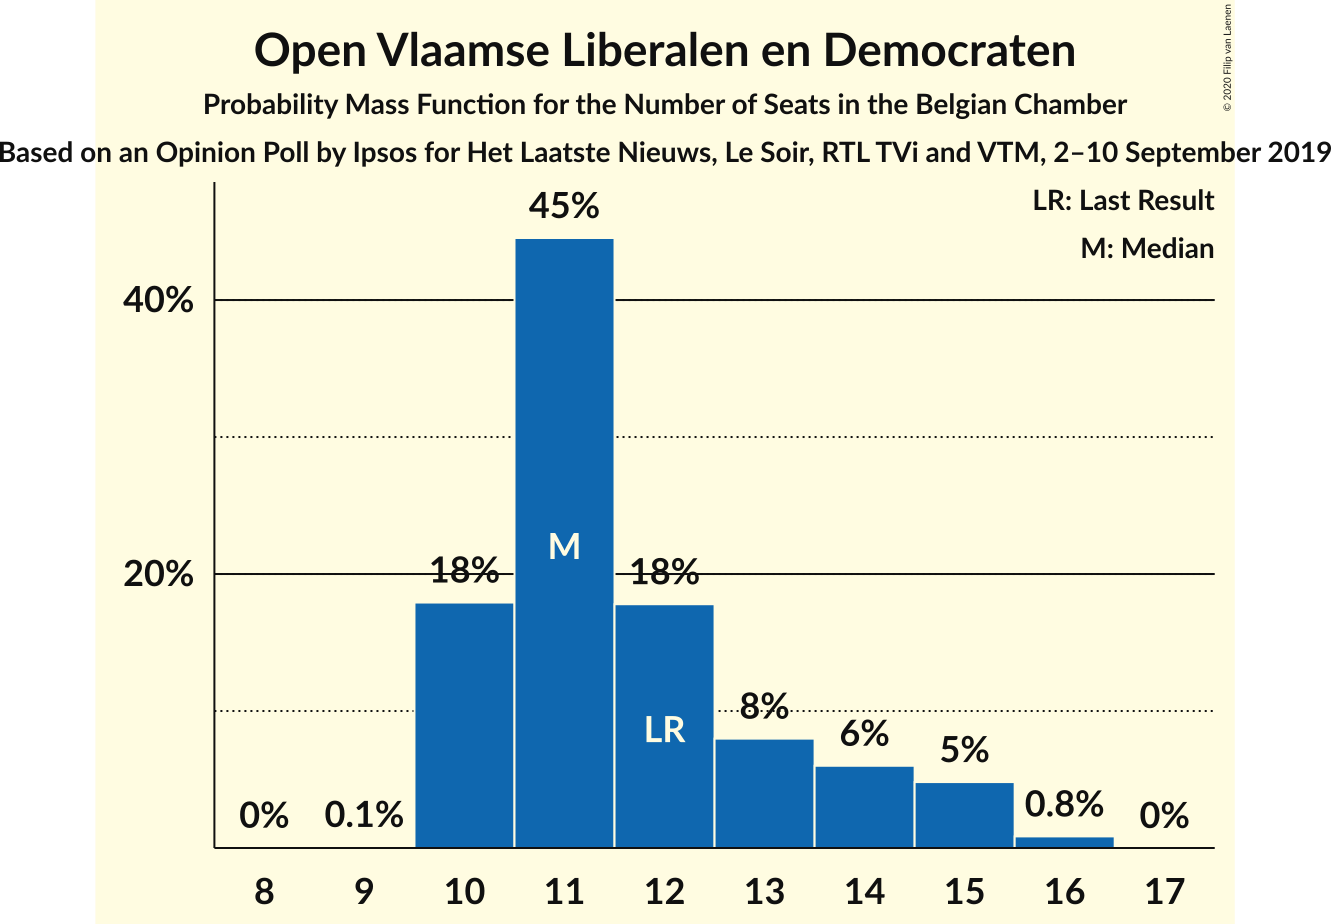 Open Vlaamse Liberalen en Democraten
Probability Mass Function for the Number of Seats in the Belgian Chamber
Based on an Opinion Poll by Ipsos for Het Laatste Nieuws, Le Soir, RTL TVi and VTM, 2–10 September 2019
© 2020 Filip van Laenen
LR: Last Result
M: Median
45%
40%
M
18%
18%
20%
8%
LR
6%
5%
0%
0.1%
0.8%
0%
8 9 10 11 12 13 14 15 16 17